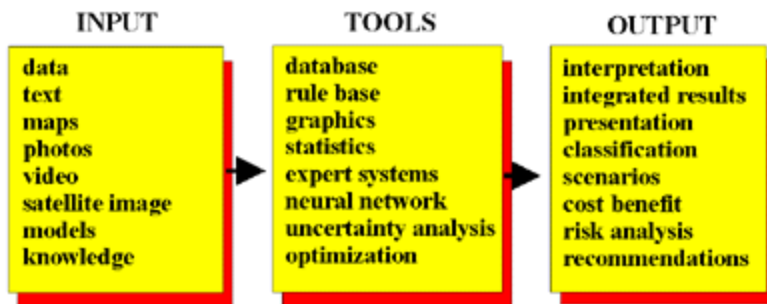 INPUT
data
text
maps
photos
video
satellite image
models
knowledge
TOOLS
database
rule base
graphics
statistics
expert systems
neural network
uncertainty analysis
optimization
OUTPUT
interpretation
integrated results
presentation
classification
scenarios
cost benefit
risk analysis
recommendations